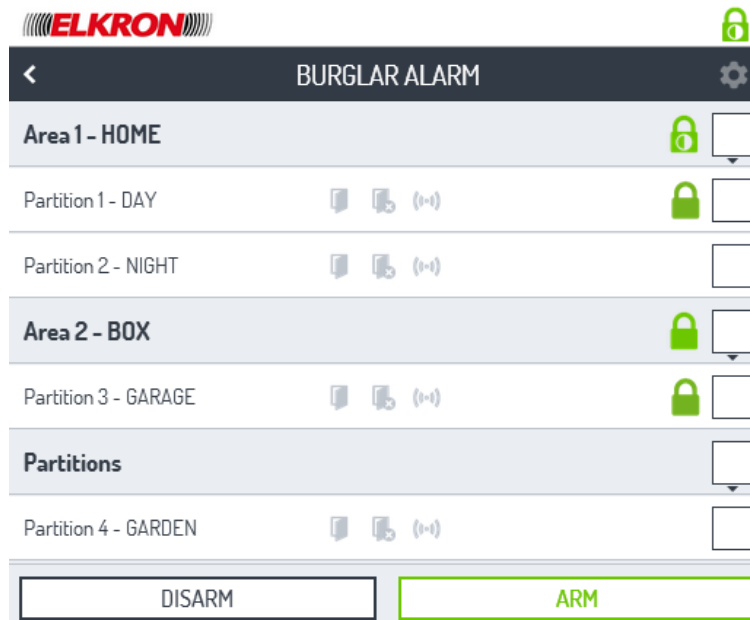 ELKRON
BURGLAR ALARM
Area 1 - HOME
Partition 1 - DAY
Partition 2 - NIGHT
Area 2 - BOX
Partition 3 - GARAGE
Partitions
Partition 4 - GARDEN
DISARM
ARM